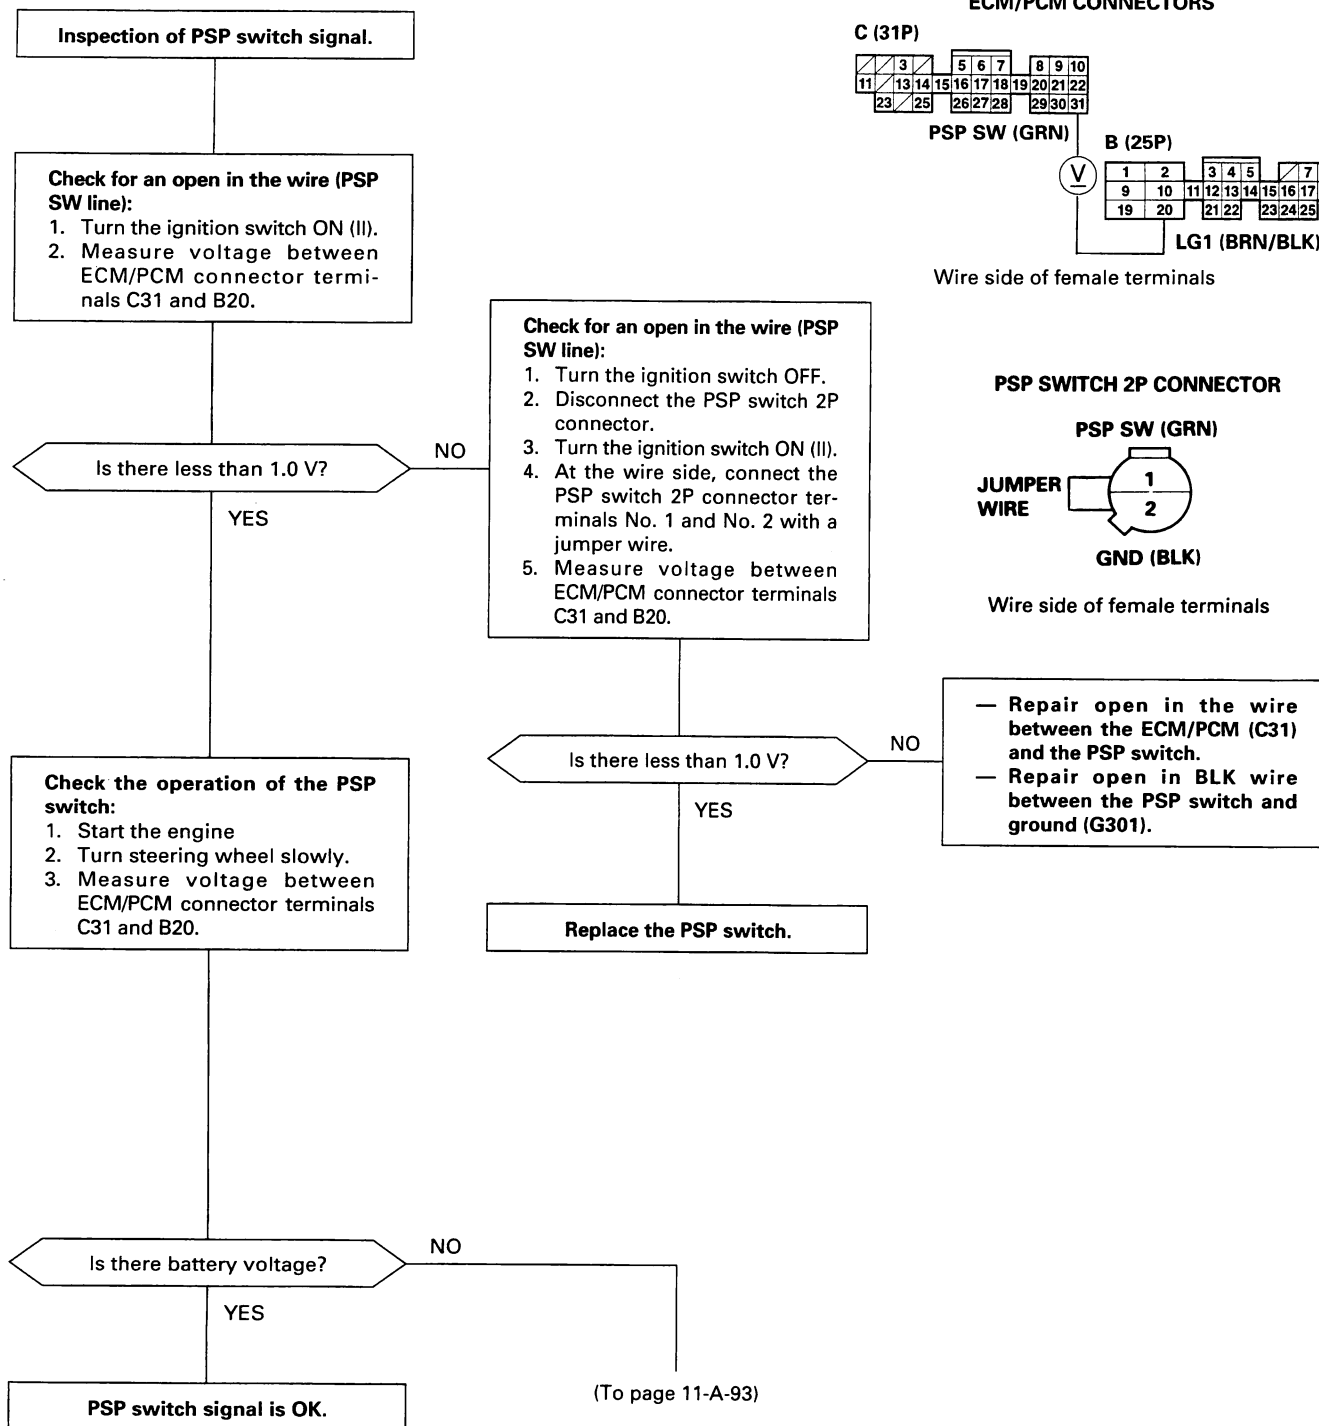 Inspection of PSP switch signal.
Check for an open in the wire (PSP
SW line):
1. Turn the ignition switch ON (II).
2. Measure voltage between
ECM/PCM connector termi-
nals C31 and B20.
Is there less than 1.0 V?
NO
YES
Check for an open in the wire (PSP
SW line):
1. Turn the ignition switch OFF.
2. Disconnect the PSP switch 2P
connector.
3. Turn the ignition switch ON (II).
4. At the wire side, connect the
PSP switch 2P connector ter-
minals No. 1 and No. 2 with a
jumper wire.
5. Measure voltage between
ECM/PCM connector terminals
C31 and B20.
Is there less than 1.0 V?
NO
YES
— Repair open in the wire
between the ECM/PCM (C31)
and the PSP switch.
— Repair open in BLK wire
between the PSP switch and
ground (G301).
Replace the PSP switch.
Check the operation of the PSP
switch:
1. Start the engine
2. Turn steering wheel slowly.
3. Measure voltage between
ECM/PCM connector terminals
C31 and B20.
Is there battery voltage?
NO
YES
(To page 11-A-93)
PSP switch signal is OK.
ECM/PCM CONNECTORS
C (31P)
3 5 6 7 8 9 10
11 13 14 15 16 17 18 19 20 21 22
23 25 26 27 28 29 30 31
PSP SW (GRN)
V
B (25P)
1 2 3 4 5 7
9 10 11 12 13 14 15 16 17
19 20 21 22 23 24 25
LG1 (BRN/BLK)
Wire side of female terminals
PSP SWITCH 2P CONNECTOR
PSP SW (GRN)
JUMPER
WIRE
1
2
GND (BLK)
Wire side of female terminals